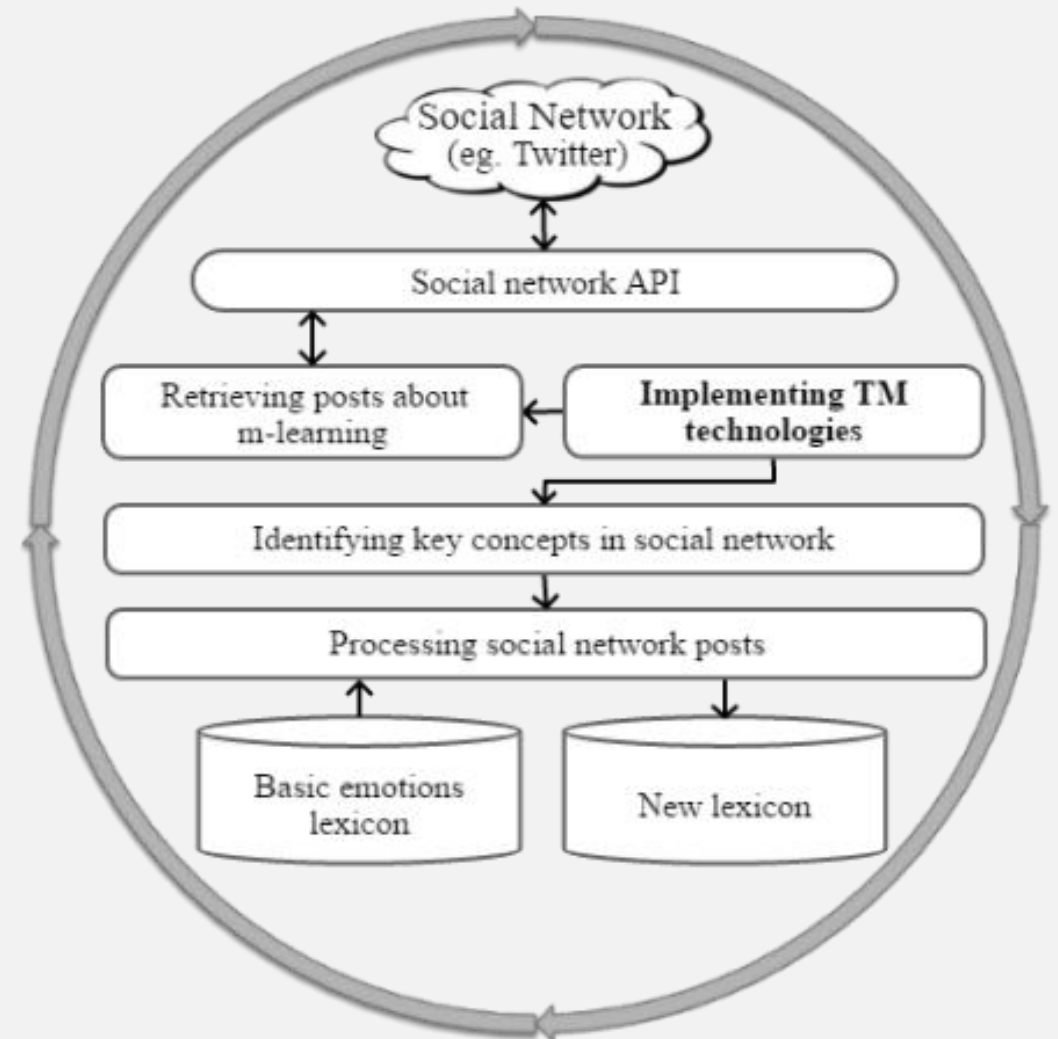 Social Network
(eg. Twitter)
Social network API
Retrieving posts about
m-learning
Implementing TM
technologies
Identifying key concepts in social network
Processing social network posts
Basic emotions
lexicon
New lexicon